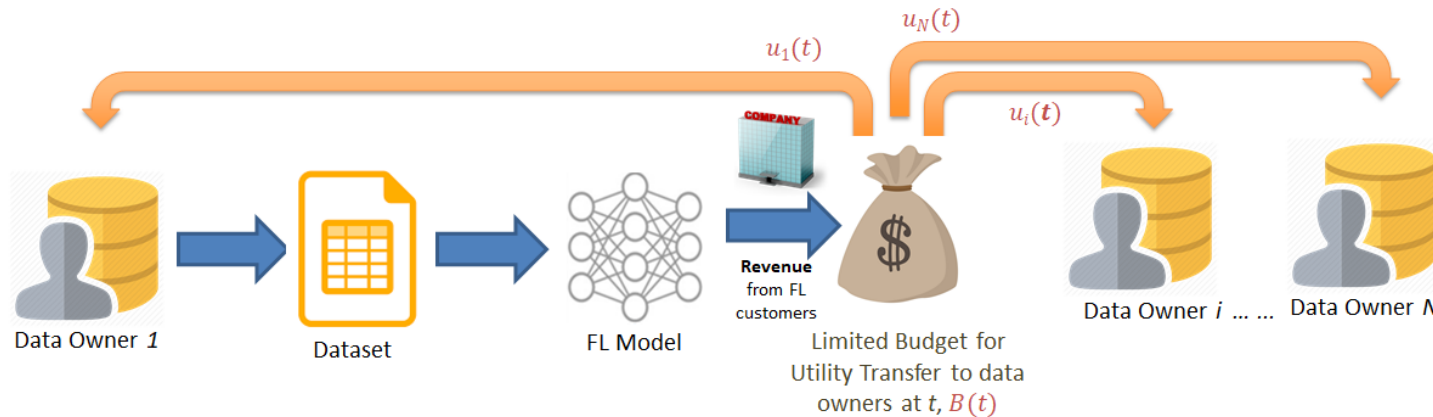 u_N(t)
u_1(t)
u_i(t)
COMPANY
$
Revenue
from FL
customers
Data Owner 1
Dataset
FL Model
Limited Budget for
Utility Transfer to data
owners at t, B(t)
Data Owner i ... ...
Data Owner N